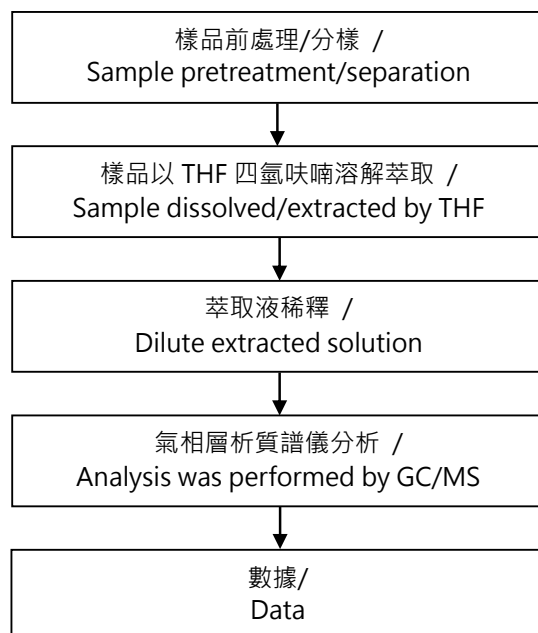 樣品前處理/分樣 /
Sample pretreatment/separation
樣品以 THF 四氫呋喃溶解萃取 /
Sample dissolved/extracted by THF
萃取液稀釋 /
Dilute extracted solution
氣相層析質譜儀分析 /
Analysis was performed by GC/MS
數據/
Data